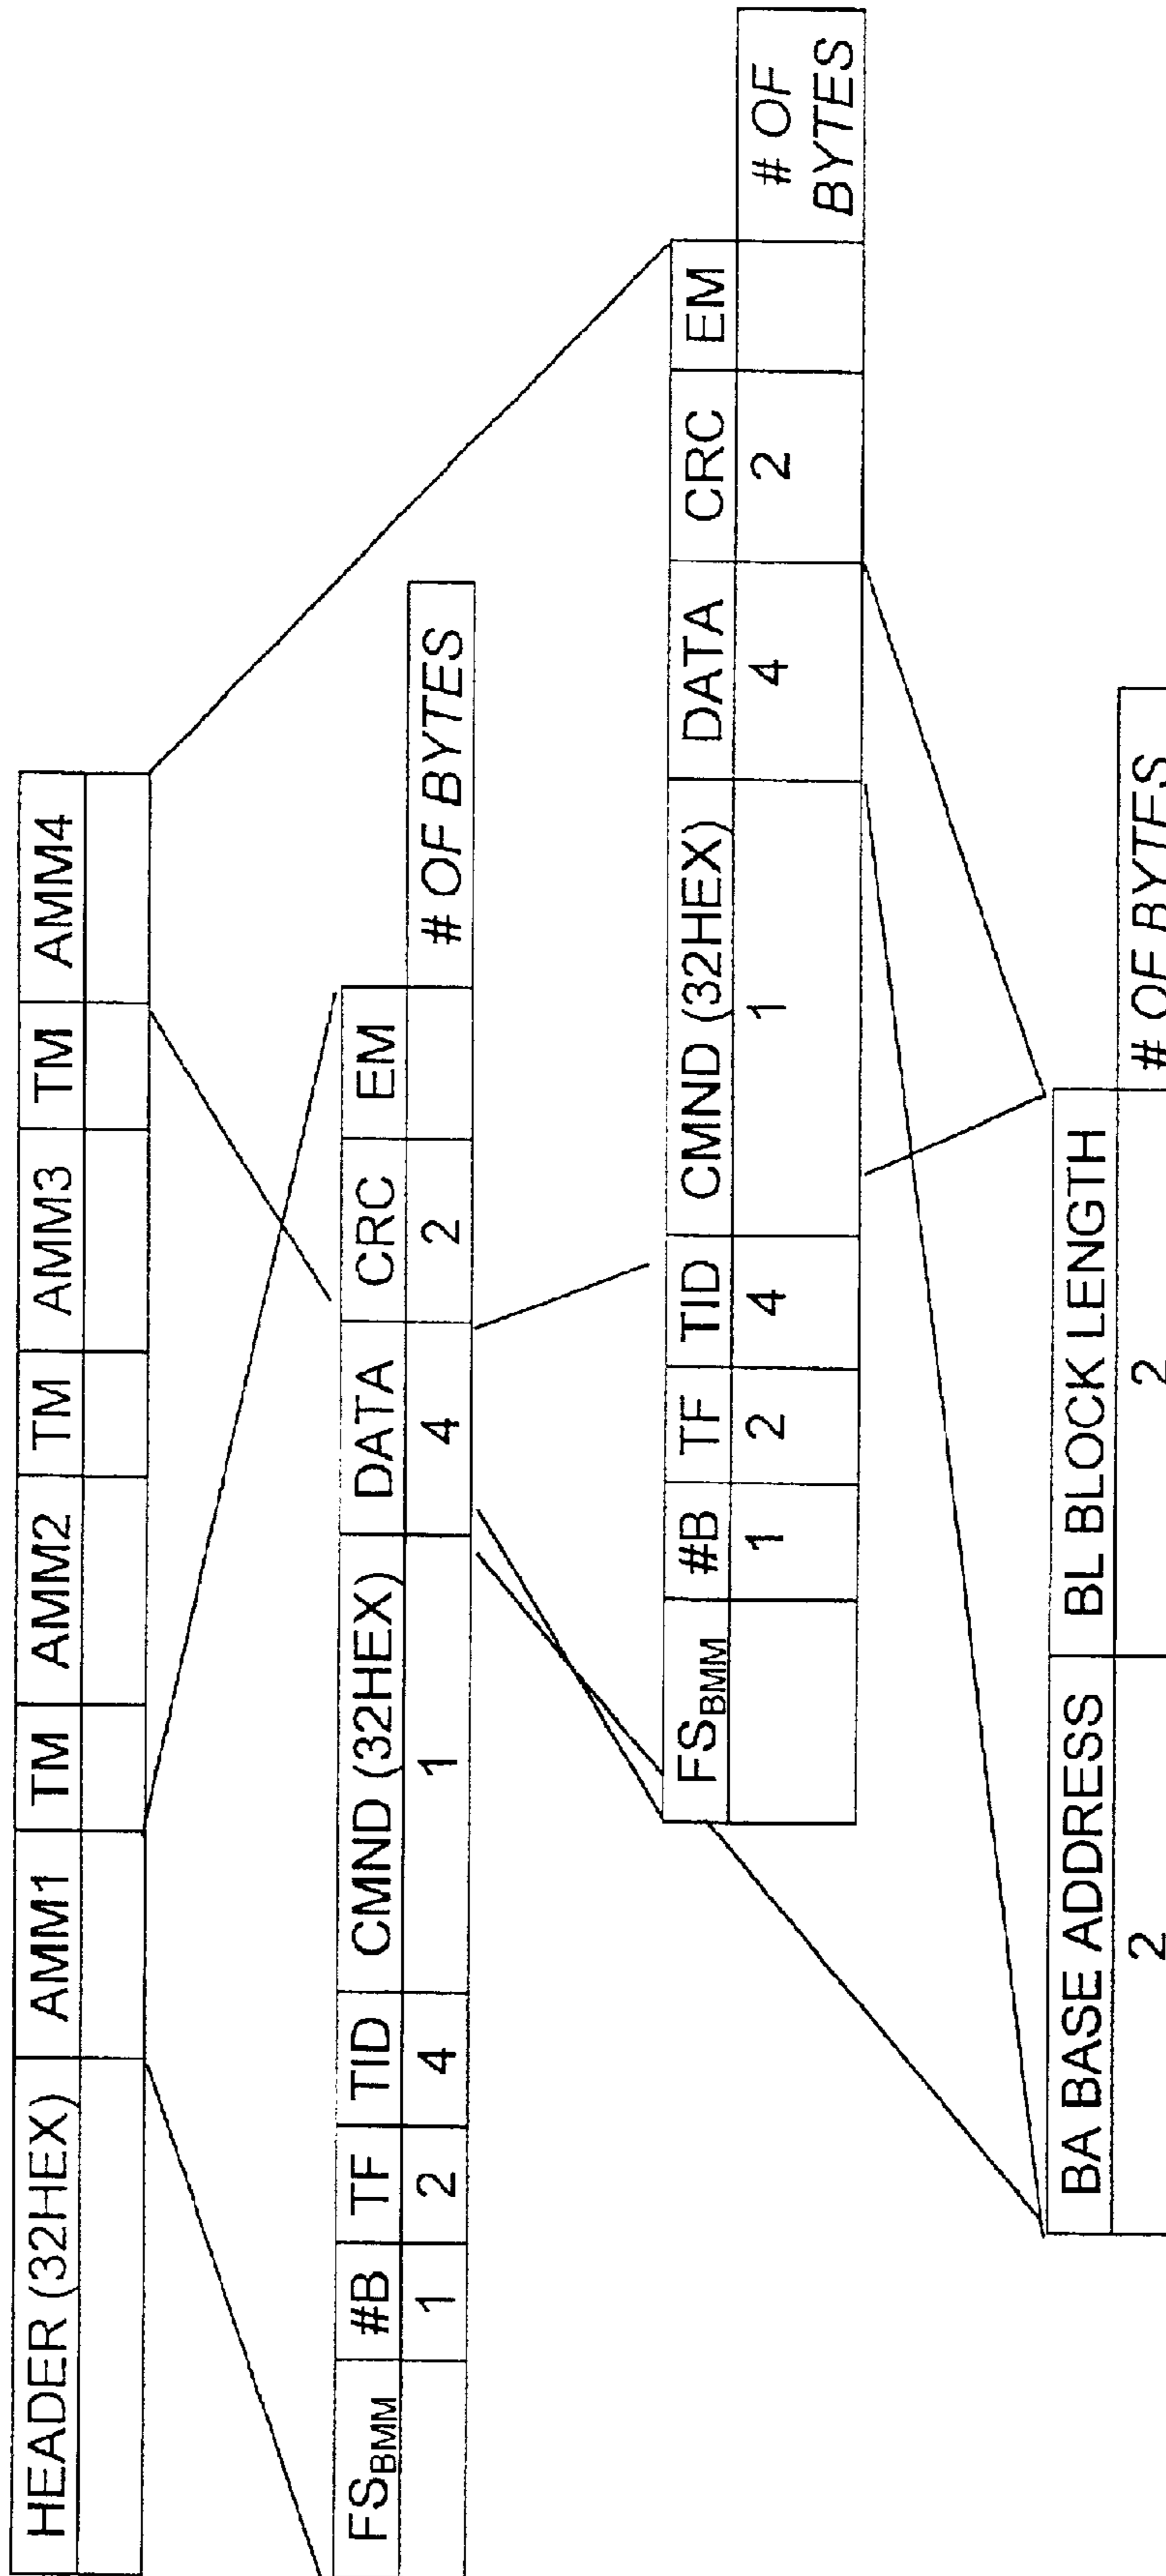 HEADER (32HEX) AMM1 TM AMM2 TM AMM3 TM AMM4
FSBMM #B TF TID CMND (32HEX) DATA CRC EM
1 2 4 1 4 2 # OF BYTES
FSBMM #B TF TID CMND (32HEX) DATA CRC EM
1 2 4 1 4 2 # OF
BYTES
BA BASE ADDRESS BL BLOCK LENGTH
2 2 # OF BYTES